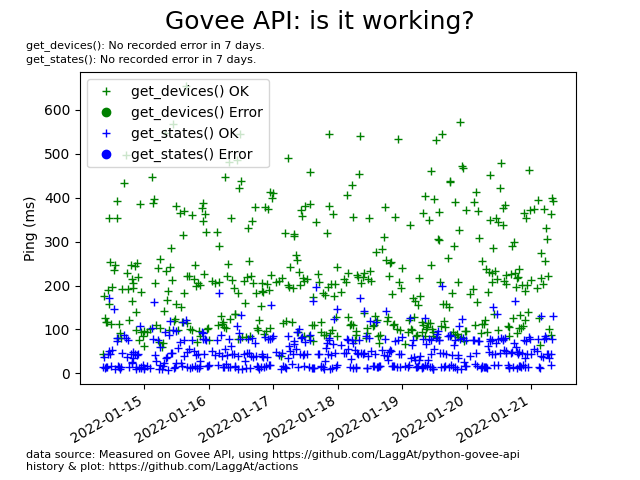 Govee API: is it working?
get_devices(): No recorded error in 7 days.
get_states(): No recorded error in 7 days.
get_devices() OK
get_devices() Error
get_states() OK
get_states() Error
Ping (ms)
600
500
400
300
200
100
0
2022-01-15
2022-01-16
2022-01-17
2022-01-18
2022-01-19
2022-01-20
2022-01-21
data source: Measured on Govee API, using https://github.com/LaggAt/python-govee-api
history & plot: https://github.com/LaggAt/actions